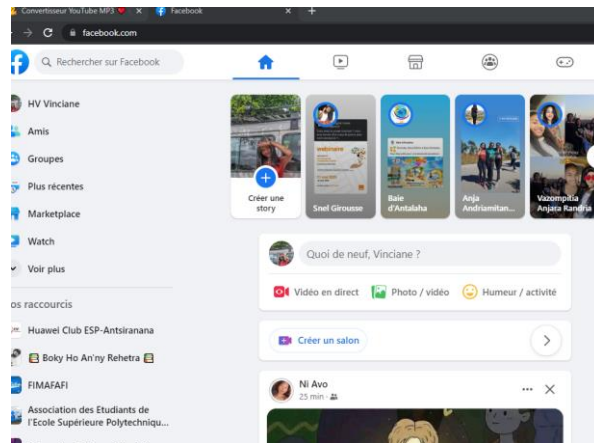 Convertisseur YouTube MP3
Facebook
facebook.com
Rechercher sur Facebook
HV Vinciane
Amis
Groupes
Plus récentes
Marketplace
Watch
Voir plus
os raccourcis
Huawei Club ESP-Antsiranana
Boky Ho An'ny Rehetra
FIMAFAFI
Association des Etudiants de
l'Ecole Supérieure Polytechniqu...
Créer une
story
Snel Girousse
Baie
d'Antalaha
Anja
Andriamitan...
Vazompitia
Anjara Randria
Quoi de neuf, Vinciane ?
Vidéo en direct
Photo / vidéo
Humeur / activité
Créer un salon
Ni Avo
25 min